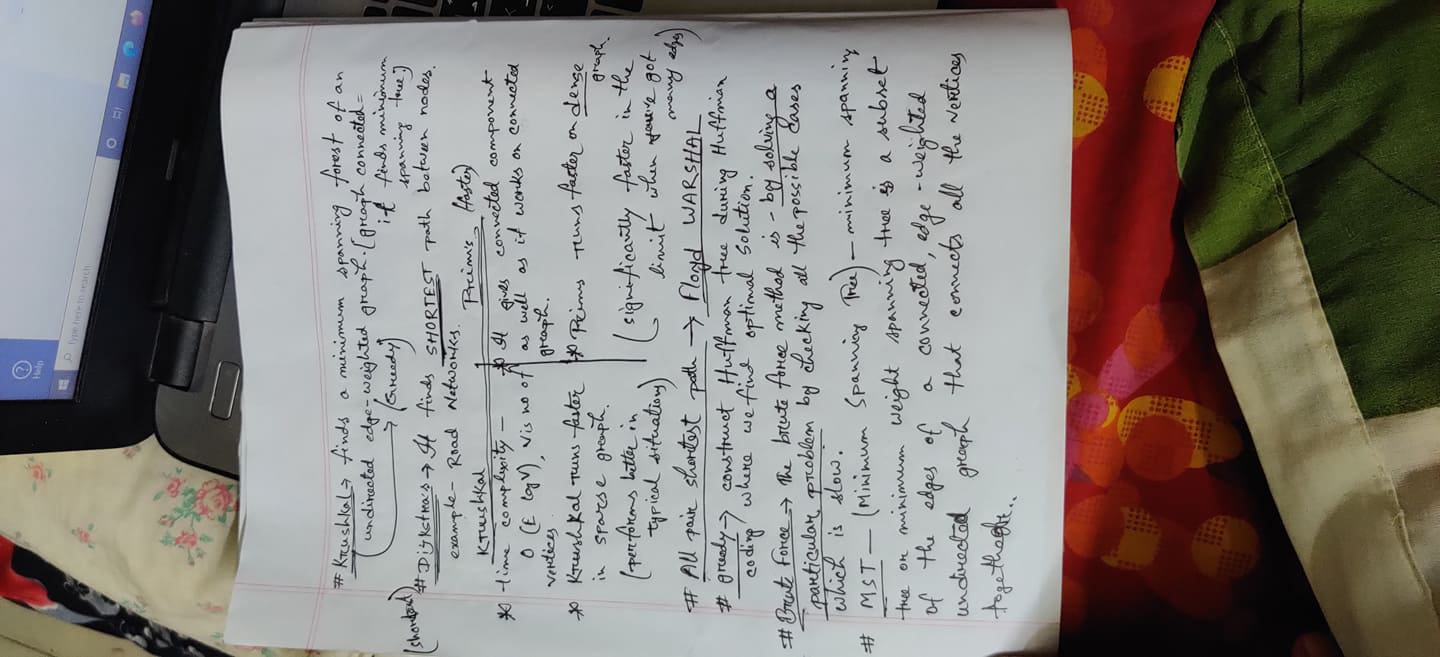 Help
Type here to search
# Krushkal → finds a minimum spanning forest of an
undirected edge-weighted graph. [graph connected =
(Greedy)
it finds minimum
spanning tree]
(shortest)
# Dijkstra's → It finds SHORTEST path between nodes.
example - Road Networks.
Krushkal
Prim's (faster)
* time complexity –
O (E logV), V is no of
vertices
* It gives connected component
as well as it works on connected
graph.
* Krushkal runs faster
in sparse graph.
(performs better in
typical situations)
* Prims runs faster on dense
graph.
(significantly faster in the
limit when you've got
many edges)
# All pair shortest path → Floyd WARSHAL
# greedy → construct Huffman tree during Huffman
coding where we find optimal solution.
# Brute Force → The brute force method is - by solving a
particular problem by checking all the possible cases
which is slow.
# MST – (Minimum Spanning Tree) – minimum spanning
tree or minimum weight spanning tree is a subset
of the edges of a connected, edge-weighted
undirected graph that connects all the vertices
together..